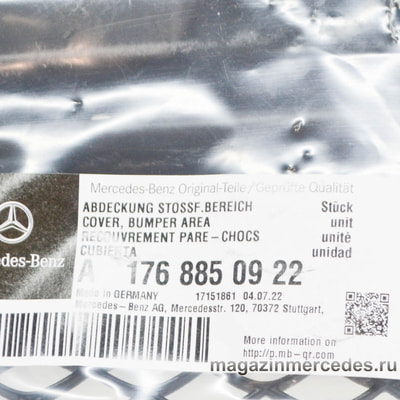 Mercedes-Benz Original-Teile/Geprüfte Qualität
ABDECKUNG STOSSF.BEREICH Stück
COVER, BUMPER AREA unit
RECOUVREMENT PARE-CHOCS unité
CUBIERTA unidad
des-Benz
A 176 885 09 22
Made in GERMANY 17151861 04.07.22
Mercedes-Benz AG, Mercedesstr. 120, 70372 Stuttgart,
More information on
http://p.mb-qr.com
magazinmercedes.ru